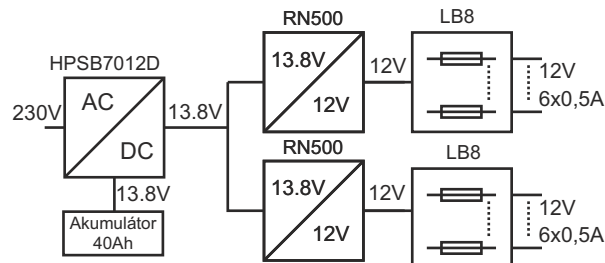 RN500
LB8
HPSB7012D
13.8V
12V
12V
12V
6x0,5A
230V
AC
DC
13.8V
13.8V
Akumulátor
40Ah
RN500
LB8
13.8V
12V
12V
12V
6x0,5A